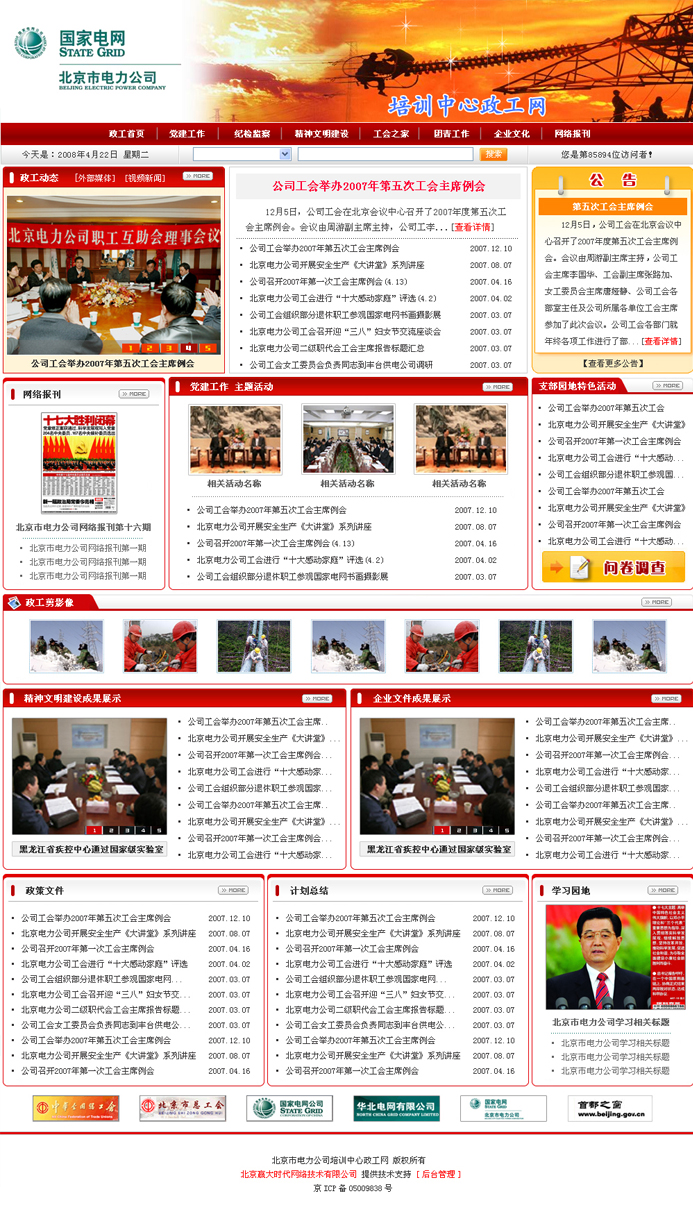 国家电网
STATE GRID
北京市电力公司
BEIJING ELECTRIC POWER COMPANY
培训中心政工网
政工首页 党建工作 纪检监察 精神文明建设 工会之家 团青工作 企业文化 网络报刊
今天是：2008年4月22日 星期二 搜索 您是第85894位访问者！
政工动态 [外部媒体] [视频新闻] MORE
北京市电力公司职工互助会理事会议
1 2 3 4 5
公司工会举办2007年第五次工会主席例会
公司工会举办2007年第五次工会主席例会
12月5日，公司工会在北京会议中心召开了2007年度第五次工
会主席例会。会议由周游副主席主持，公司工李...[查看详情]
公司工会举办2007年第五次工会主席例会 2007.12.10
北京电力公司开展安全生产《大讲堂》系列讲座 2007.08.07
公司召开2007年第一次工会主席例会(4.13) 2007.04.16
北京电力公司工会进行“十大感动家庭”评选(4.2) 2007.04.02
公司工会组织部分退休职工参观国家电网书画摄影展 2007.03.07
北京电力公司工会召开迎“三八”妇女节交流座谈会 2007.03.07
北京电力公司二级职代会工会主席报告标题汇总 2007.03.07
公司工会女工委员会负责同志到丰台供电公司调研 2007.03.07
公 告
第五次工会主席例会
12月5日，公司工会在北京会议中
心召开了2007年度第五次工会主席例
会。会议由周游副主席主持，公司工
会主席李国华、工会副主席张路加、
女工委员会主席唐娅静、公司工会各
部室主任及公司所属各单位工会主席
参加了此次会议。公司工会各部门就
年终各项工作进行了部...[查看详情]
【查看更多公告】
网络报刊 MORE
十七大胜利闭幕
北京市电力公司网络报刊第十六期
北京市电力公司网络报刊第一期
北京市电力公司网络报刊第一期
北京市电力公司网络报刊第一期
党建工作 主题活动 MORE
相关活动名称 相关活动名称 相关活动名称
公司工会举办2007年第五次工会主席例会 2007.12.10
北京电力公司开展安全生产《大讲堂》系列讲座 2007.08.07
公司召开2007年第一次工会主席例会(4.13) 2007.04.16
北京电力公司工会进行“十大感动家庭”评选(4.2) 2007.04.02
公司工会组织部分退休职工参观国家电网书画摄影展 2007.03.07
支部园地特色活动 MORE
公司工会举办2007年第五次工会
北京电力公司开展安全生产《大讲堂》
公司召开2007年第一次工会主席例会
北京电力公司工会进行“十大感动...
公司工会组织部分退休职工参观国...
公司工会举办2007年第五次工会
北京电力公司开展安全生产《大讲堂》
公司召开2007年第一次工会主席例会
北京电力公司工会进行“十大感动...
问卷调查
政工剪影像 MORE
精神文明建设成果展示 MORE
1 2 3 4 5
黑龙江省疾控中心通过国家级实验室
公司工会举办2007年第五次工会主席..
北京电力公司开展安全生产《大讲堂》...
公司召开2007年第一次工会主席例会...
北京电力公司工会进行“十大感动家...
公司工会组织部分退休职工参观国家...
公司工会举办2007年第五次工会主席..
北京电力公司开展安全生产《大讲堂》...
公司召开2007年第一次工会主席例会...
北京电力公司工会进行“十大感动家...
企业文件成果展示 MORE
1 2 3 4 5
黑龙江省疾控中心通过国家级实验室
公司工会举办2007年第五次工会主席..
北京电力公司开展安全生产《大讲堂》...
公司召开2007年第一次工会主席例会...
北京电力公司工会进行“十大感动家...
公司工会组织部分退休职工参观国家...
公司工会举办2007年第五次工会主席..
北京电力公司开展安全生产《大讲堂》...
公司召开2007年第一次工会主席例会...
北京电力公司工会进行“十大感动家...
政策文件 MORE
公司工会举办2007年第五次工会主席例会 2007.12.10
北京电力公司开展安全生产《大讲堂》系列讲座 2007.08.07
公司召开2007年第一次工会主席例会 2007.04.16
北京电力公司工会进行“十大感动家庭”评选 2007.04.02
公司工会组织部分退休职工参观国家电网... 2007.03.07
北京电力公司工会召开迎“三八”妇女节交... 2007.03.07
北京电力公司二级职代会工会主席报告标题... 2007.03.07
公司工会女工委员会负责同志到丰台供电公... 2007.03.07
公司工会举办2007年第五次工会主席例会 2007.12.10
北京电力公司开展安全生产《大讲堂》系列讲座 2007.08.07
公司召开2007年第一次工会主席例会 2007.04.16
计划总结 MORE
公司工会举办2007年第五次工会主席例会 2007.12.10
北京电力公司开展安全生产《大讲堂》系列讲座 2007.08.07
公司召开2007年第一次工会主席例会 2007.04.16
北京电力公司工会进行“十大感动家庭”评选 2007.04.02
公司工会组织部分退休职工参观国家电网... 2007.03.07
北京电力公司工会召开迎“三八”妇女节交... 2007.03.07
北京电力公司二级职代会工会主席报告标题... 2007.03.07
公司工会女工委员会负责同志到丰台供电公... 2007.03.07
公司工会举办2007年第五次工会主席例会 2007.12.10
北京电力公司开展安全生产《大讲堂》系列讲座 2007.08.07
公司召开2007年第一次工会主席例会 2007.04.16
学习园地 MORE
北京市电力公司学习相关标题
北京市电力公司学习相关标题
北京市电力公司学习相关标题
北京市电力公司学习相关标题
北京市总工会
国家电网公司
STATE GRID
华北电网有限公司
NORTH CHINA GRID COMPANY LIMITED
国家电网
STATE GRID
首都之窗
www.beijing.gov.cn
北京市电力公司培训中心政工网 版权所有
北京赢大时代网络技术有限公司 提供技术支持 [ 后台管理 ]
京 ICP 备 05009838 号